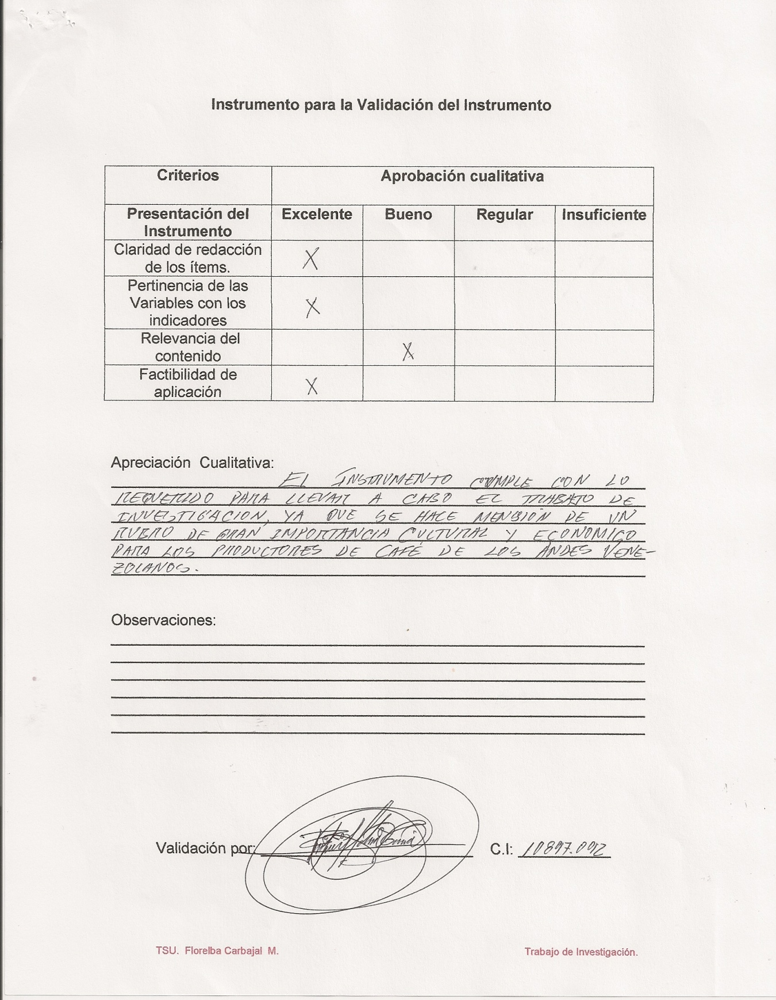 Instrumento para la Validación del Instrumento
Criterios Aprobación cualitativa
Presentación del Excelente Bueno Regular Insuficiente
Instrumento
Claridad de redacción
de los ítems. X
Pertinencia de las
Variables con los X
indicadores
Relevancia del
contenido X
Factibilidad de
aplicación X
Apreciación Cualitativa:
EL INSTRUMENTO CUMPLE CON LO
REQUERIDO PARA LLEVAR A CABO EL TRABAJO DE
INVESTIGACION, YA QUE SE HACE MENSIÓN DE UN
RUBRO DE GRAN IMPORTANCIA CULTURAL Y ECONOMICO
PARA LOS PRODUCTORES DE CAFÉ DE LOS ANDES VENE-
ZOLANOS.
Observaciones:
Validación por: C.I: 10897.092
TSU. Florelba Carbajal M. Trabajo de Investigación.